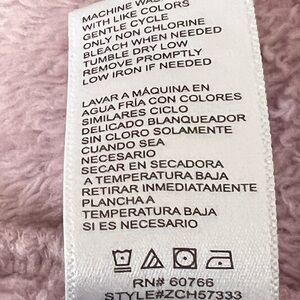 MACHINE WA
WITH LIKE COLORS
GENTLE CYCLE
ONLY NON CHLORINE
BLEACH WHEN NEEDED
TUMBLE DRY LOW
REMOVE PROMPTLY
LOW IRON IF NEEDED
LAVAR A MÁQUINA EN
AGUA FRÍA CON COLORES
SIMILARES CICLO
DELICADO BLANQUEADOR
SIN CLORO SOLAMENTE
CUANDO SEA
NECESARIO
SECAR EN SECADORA
A TEMPERATURA BAJA
RETIRAR INMEDIATAMENTE
PLANCHA A
TEMPERATURA BAJA
SI ES NECESARIO
RN# 60766
STYLE#ZCH57333